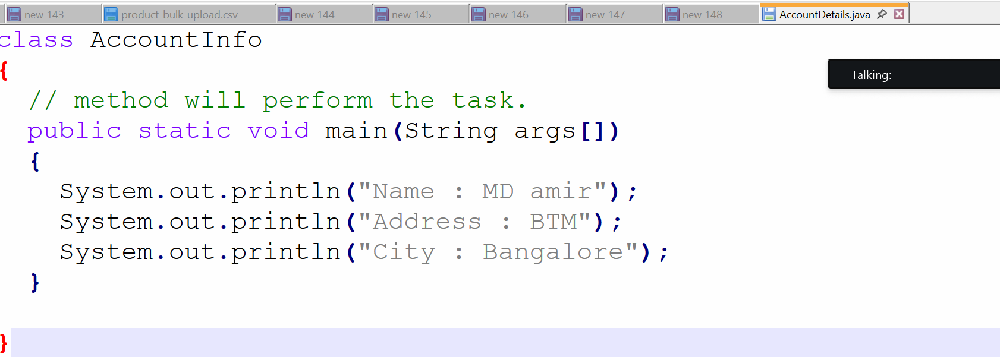 new 143 product_bulk_upload.csv new 144 new 145 new 146 new 147 new 148 AccountDetails.java
class AccountInfo
{
Talking:
// method will perform the task.
public static void main(String args[])
{
System.out.println("Name : MD amir");
System.out.println("Address : BTM");
System.out.println("City : Bangalore");
}
}